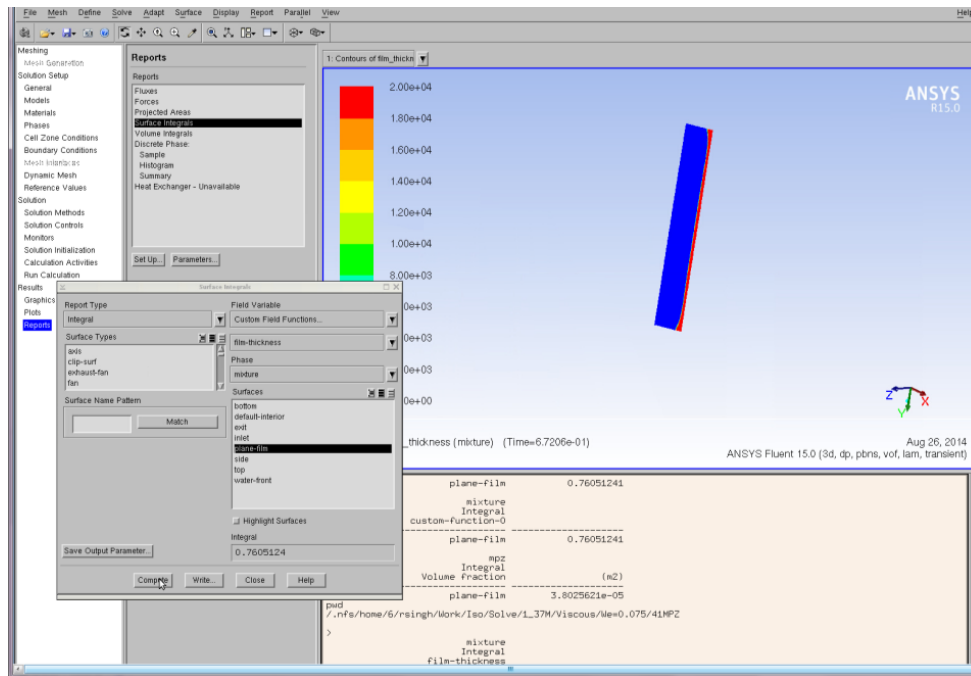 File Mesh Define Solve Adapt Surface Display Report Parallel View Help
Meshing
Mesh Generation
Solution Setup
General
Models
Materials
Phases
Cell Zone Conditions
Boundary Conditions
Mesh Interfaces
Dynamic Mesh
Reference Values
Solution
Solution Methods
Solution Controls
Monitors
Solution Initialization
Calculation Activities
Run Calculation
Results
Graphics
Plots
Reports
Reports
Reports
Fluxes
Forces
Projected Areas
Surface Integrals
Volume Integrals
Discrete Phase:
Sample
Histogram
Summary
Heat Exchanger - Unavailable
Set Up... Parameters...
1: Contours of film_thickn
2.00e+04
1.80e+04
1.60e+04
1.40e+04
1.20e+04
1.00e+04
8.00e+03
0e+03
0e+03
0e+03
0e+00
ANSYS
R15.0
Z X
Y
_thickness (mixture) (Time=6.7206e-01)
Aug 26, 2014
ANSYS Fluent 15.0 (3d, dp, pbns, vof, lam, transient)
Surface Integrals
Report Type
Integral
Surface Types
axis
clip-surf
exhaust-fan
fan
Surface Name Pattern
Match
Save Output Parameter...
Field Variable
Custom Field Functions...
film-thickness
Phase
mixture
Surfaces
bottom
default-interior
exit
inlet
plane-film
side
top
water-front
Highlight Surfaces
Integral
0.7605124
Compute Write... Close Help
plane-film 0.76051241
mixture
Integral
custom-function-0
plane-film 0.76051241
mpz
Integral
Volume fraction (m2)
plane-film 3.8025621e-05
pwd
/.nfs/home/6/rsingh/Work/Iso/Solve/1_37M/Viscous/We=0.075/41MPZ
>
mixture
Integral
film-thickness